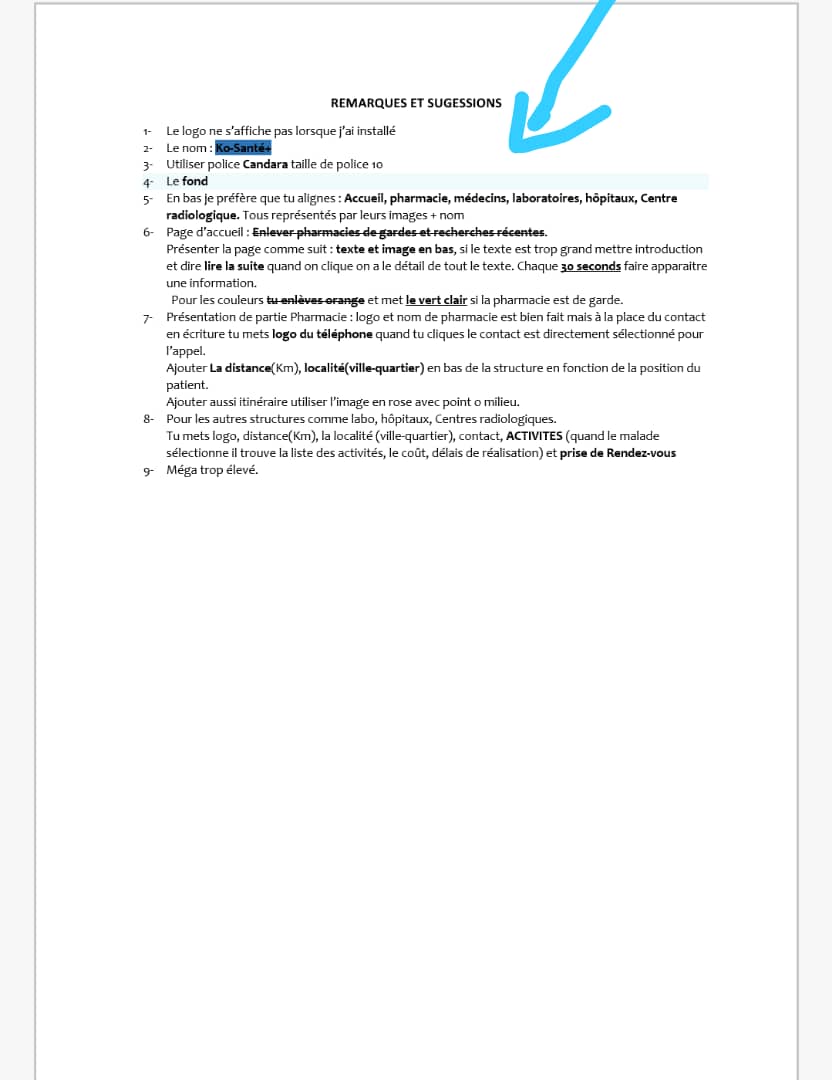 REMARQUES ET SUGESSIONS
1- Le logo ne s'affiche pas lorsque j'ai installé
2- Le nom : Ko-Santé+
3- Utiliser police Candara taille de police 10
4- Le fond
5- En bas je préfère que tu alignes : Accueil, pharmacie, médecins, laboratoires, hôpitaux, Centre
radiologique. Tous représentés par leurs images + nom
6- Page d'accueil : Enlever pharmacies de gardes et recherches récentes.
Présenter la page comme suit : texte et image en bas, si le texte est trop grand mettre introduction
et dire lire la suite quand on clique on a le détail de tout le texte. Chaque 30 seconds faire apparaitre
une information.
Pour les couleurs tu enlèves orange et met le vert clair si la pharmacie est de garde.
7- Présentation de partie Pharmacie : logo et nom de pharmacie est bien fait mais à la place du contact
en écriture tu mets logo du téléphone quand tu cliques le contact est directement sélectionné pour
l'appel.
Ajouter La distance(Km), localité(ville-quartier) en bas de la structure en fonction de la position du
patient.
Ajouter aussi itinéraire utiliser l'image en rose avec point o milieu.
8- Pour les autres structures comme labo, hôpitaux, Centres radiologiques.
Tu mets logo, distance(Km), la localité (ville-quartier), contact, ACTIVITES (quand le malade
sélectionne il trouve la liste des activités, le coût, délais de réalisation) et prise de Rendez-vous
9- Méga trop élevé.